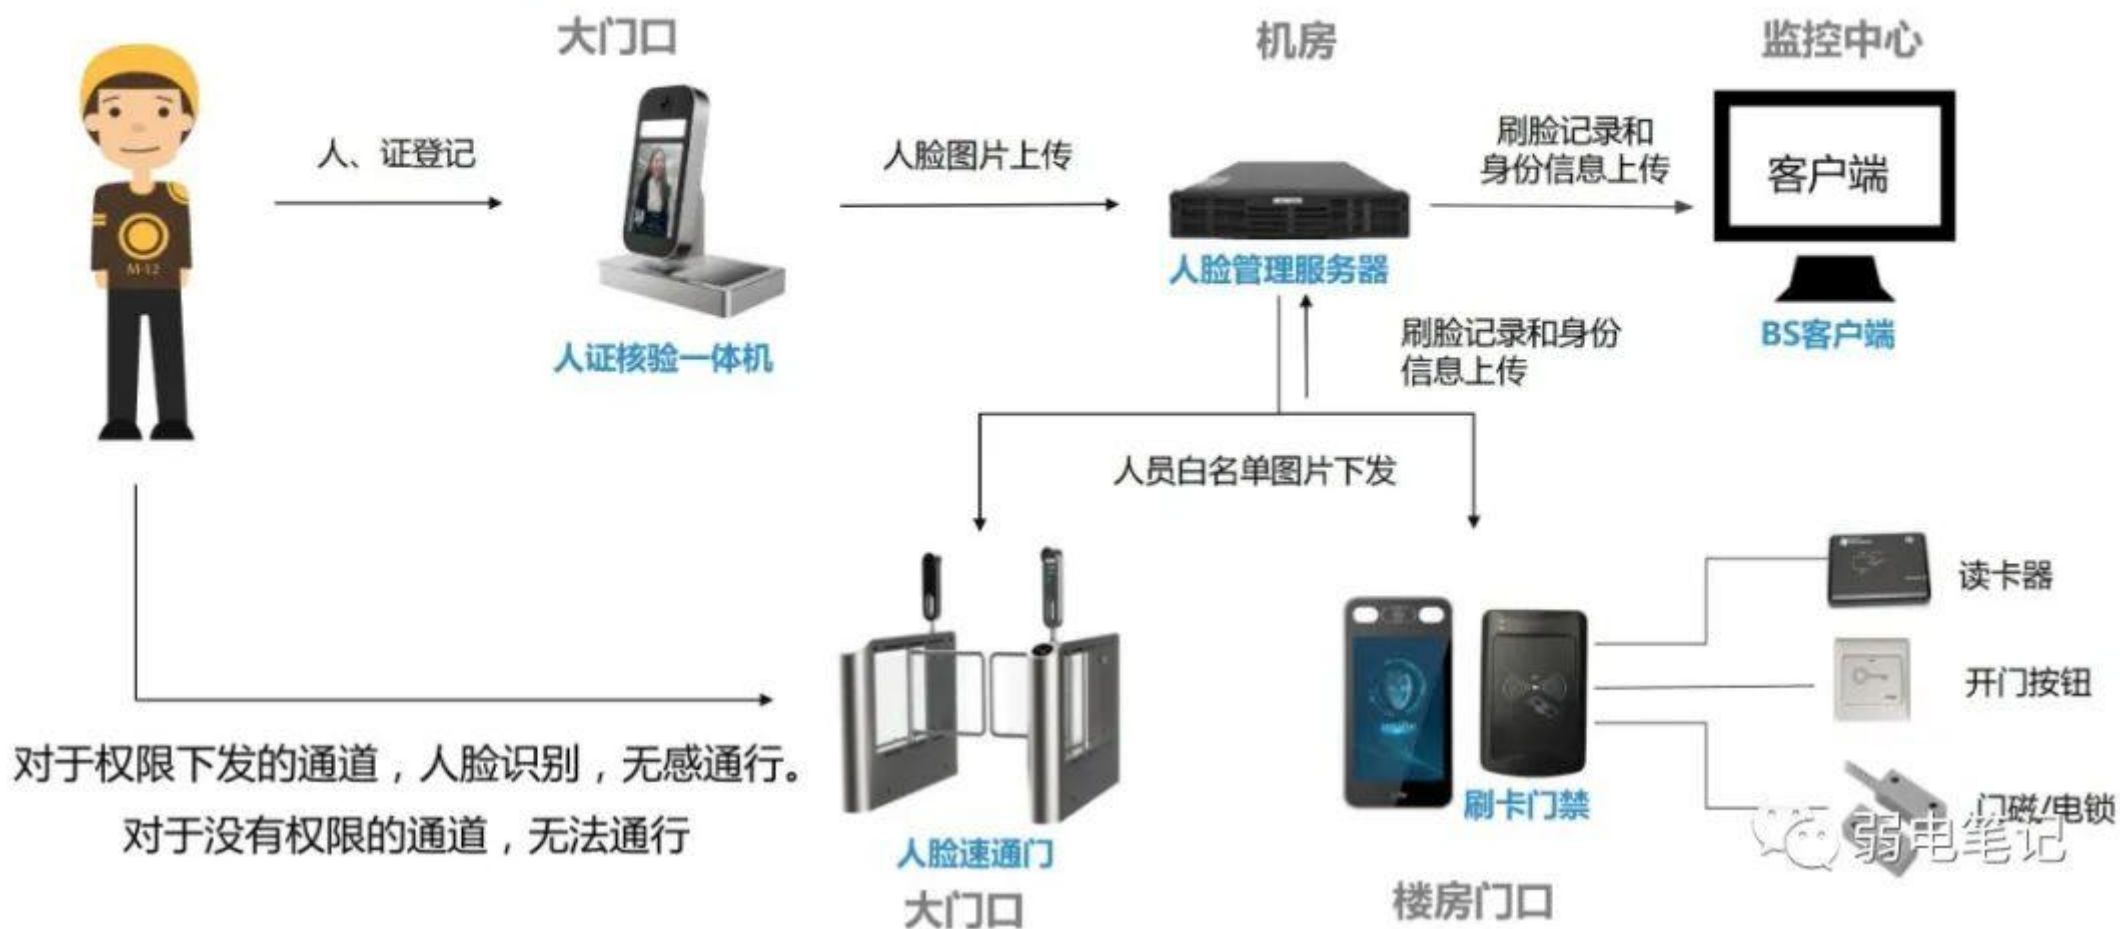 大门口
机房
监控中心
人、证登记
人脸图片上传
刷脸记录和
身份信息上传
客户端
M-12
人脸管理服务器
BS客户端
人证核验一体机
刷脸记录和身份
信息上传
人员白名单图片下发
读卡器
开门按钮
门磁/电锁
对于权限下发的通道，人脸识别，无感通行。
对于没有权限的通道，无法通行
刷卡门禁
人脸速通门
大门口
楼房门口
弱电笔记